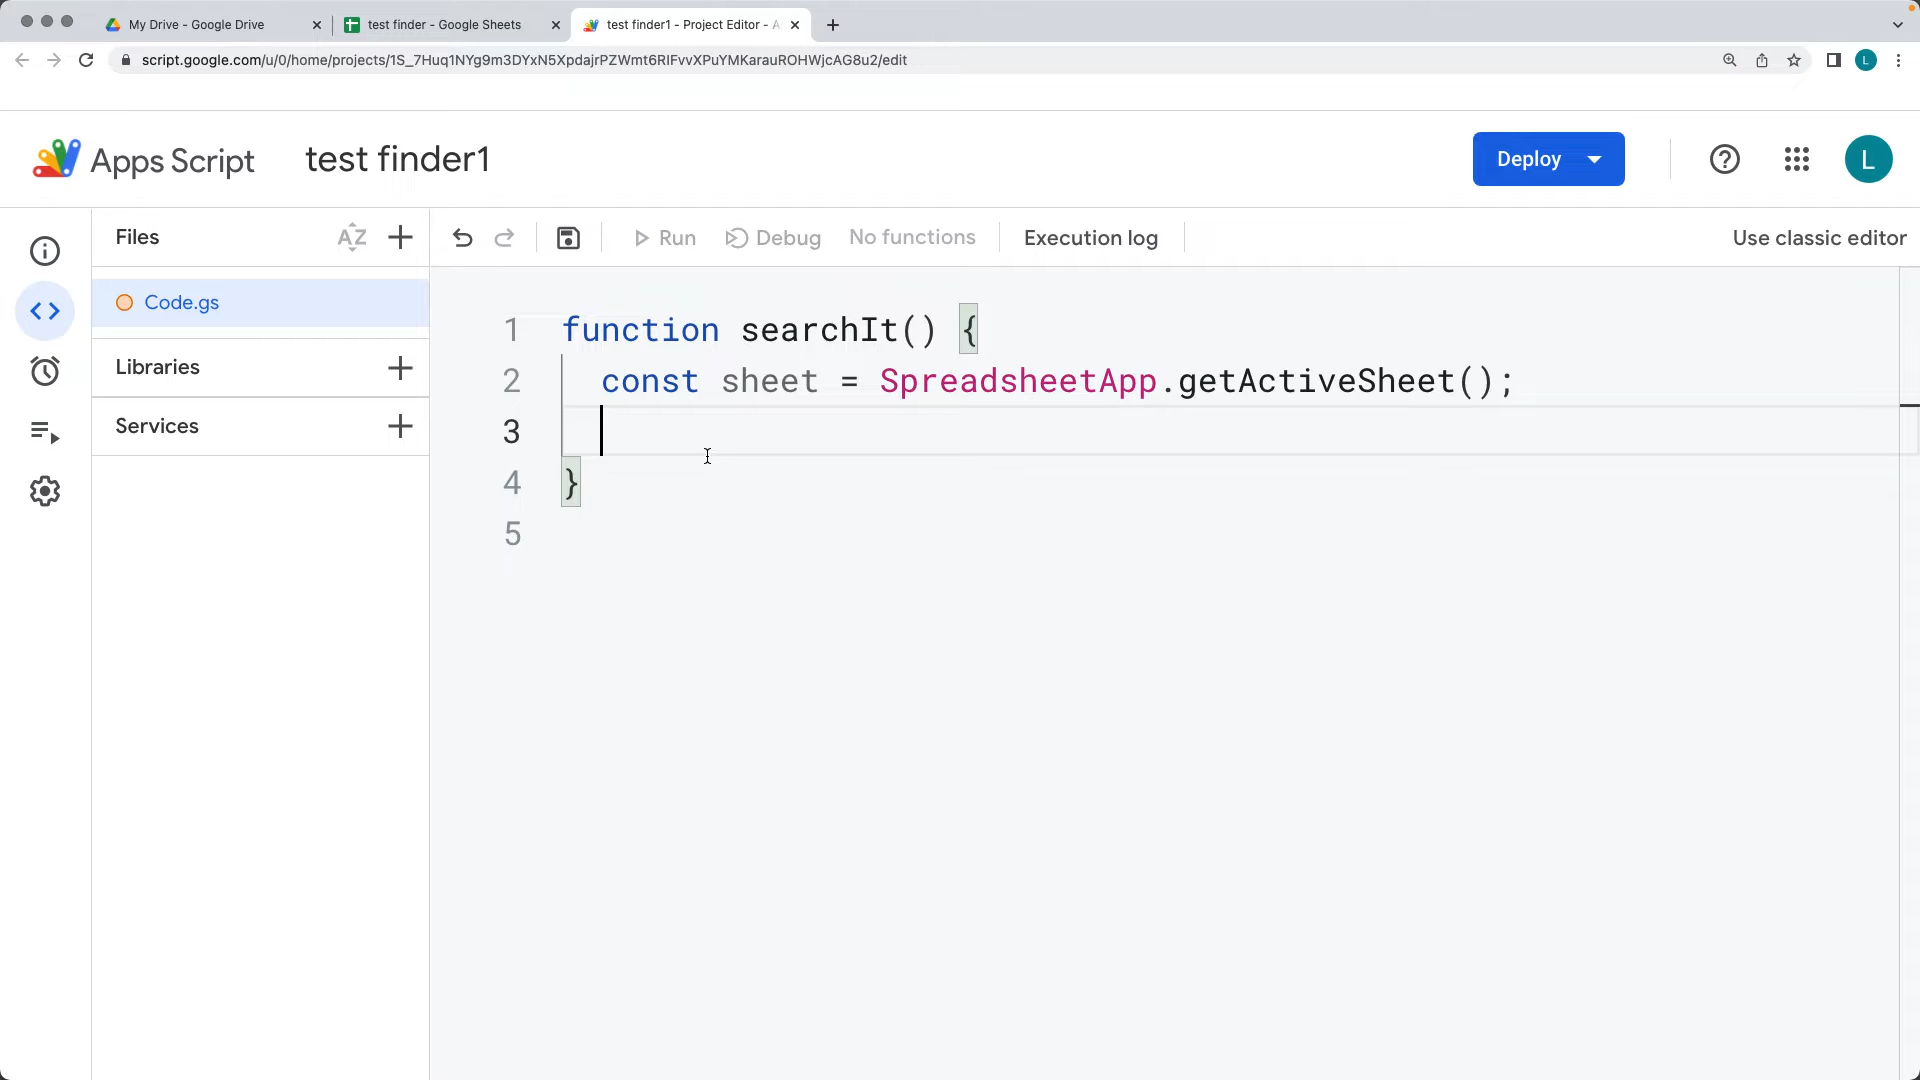 My Drive - Google Drive
test finder - Google Sheets
test finder1 - Project Editor - A
script.google.com/u/0/home/projects/1S_7Huq1NYg9m3DYxN5XpdajrPZWmt6RIFvvXPuYMKarauROHWjcAG8u2/edit
L
Apps Script
test finder1
Deploy
L
Files
AZ
Run
Debug
No functions
Execution log
Use classic editor
Code.gs
Libraries
Services
1 function searchIt() {
2 const sheet = SpreadsheetApp.getActiveSheet();
3
4 }
5